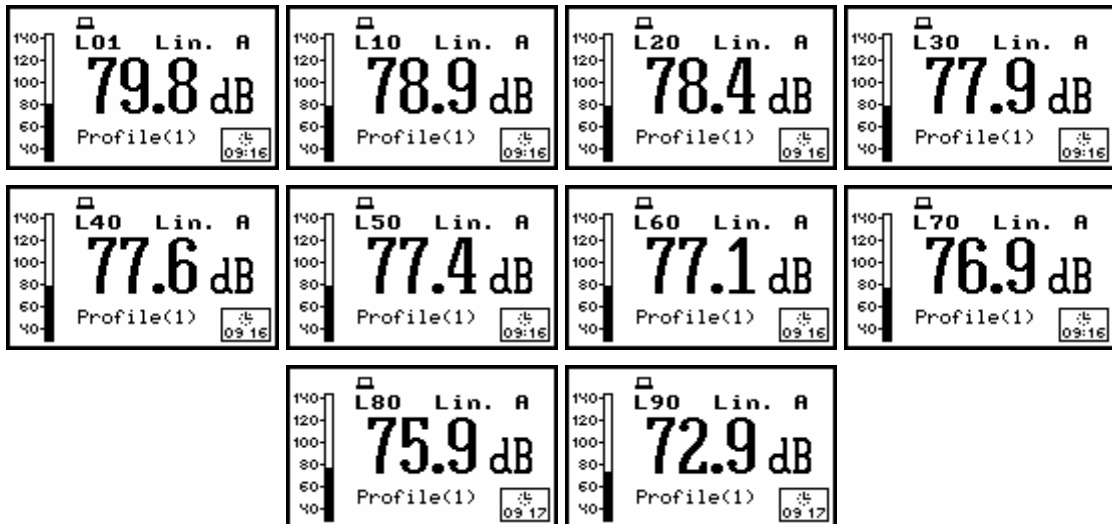 140
L01 Lin. A
120
79.8 dB
100
80
60
Profile(1)
40
09:16
140
L10 Lin. A
120
78.9 dB
100
80
60
Profile(1)
40
09:16
140
L20 Lin. A
120
78.4 dB
100
80
60
Profile(1)
40
09 16
140
L30 Lin. A
120
77.9 dB
100
80
60
Profile(1)
40
09:16
140
L40 Lin. A
120
77.6 dB
100
80
60
Profile(1)
40
09 16
140
L50 Lin. A
120
77.4 dB
100
80
60
Profile(1)
40
09:16
140
L60 Lin. A
120
77.1 dB
100
80
60
Profile(1)
40
09 16
140
L70 Lin. A
120
76.9 dB
100
80
60
Profile(1)
40
09:16
140
L80 Lin. A
120
75.9 dB
100
80
60
Profile(1)
40
09 17
140
L90 Lin. A
120
72.9 dB
100
80
60
Profile(1)
40
09 17